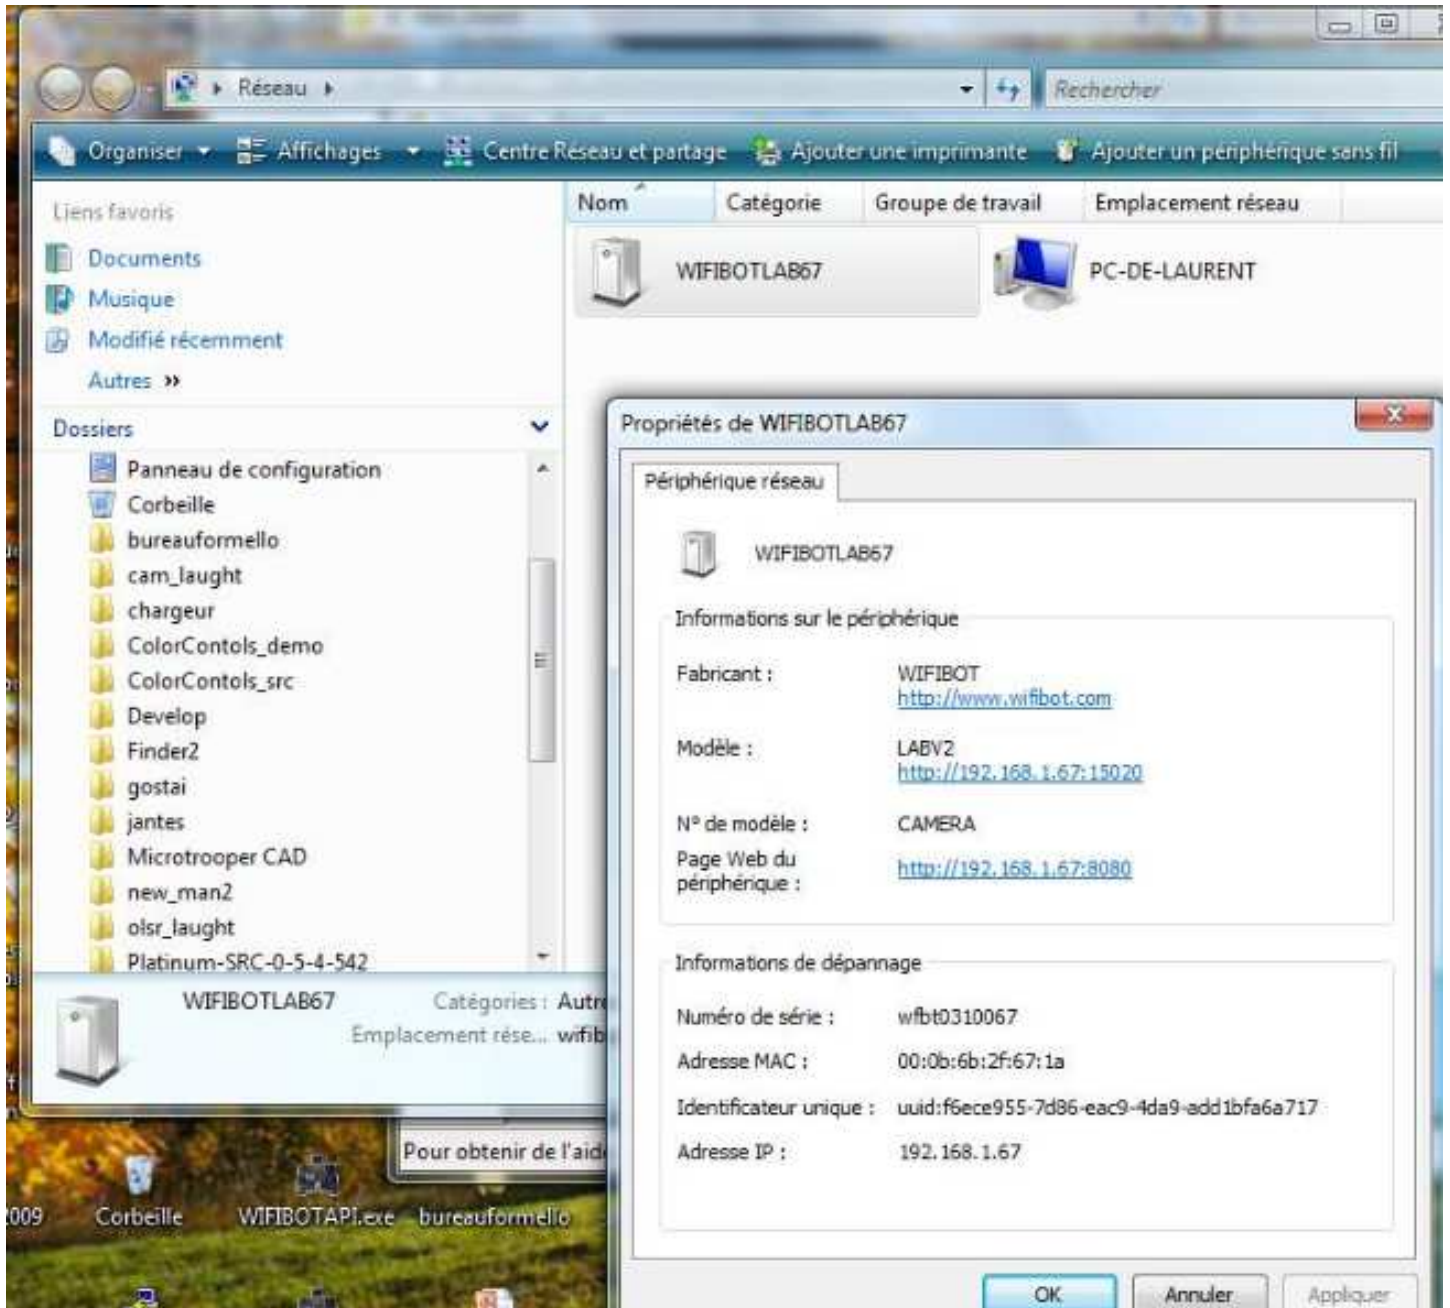 Réseau
Rechercher
Organiser Affichages Centre Réseau et partage Ajouter une imprimante Ajouter un périphérique sans fil
Liens favoris
Documents
Musique
Modifié récemment
Autres »
Nom Catégorie Groupe de travail Emplacement réseau
WIFIBOTLAB67 PC-DE-LAURENT
Dossiers
Panneau de configuration
Corbeille
bureauformello
cam_laught
chargeur
ColorContols_demo
ColorContols_src
Develop
Finder2
gostai
jantes
Microtrooper CAD
new_man2
olsr_laught
Platinum-SRC-0-5-4-542
WIFIBOTLAB67 Catégories : Autre
Emplacement rése... wifib
Propriétés de WIFIBOTLAB67
Périphérique réseau
WIFIBOTLAB67
Informations sur le périphérique
Fabricant : WIFIBOT
http://www.wifibot.com
Modèle : LABV2
http://192.168.1.67:15020
N° de modèle : CAMERA
Page Web du
périphérique : http://192.168.1.67:8080
Informations de dépannage
Numéro de série : wfbt0310067
Adresse MAC : 00:0b:6b:2f:67:1a
Identificateur unique : uuid:f6ece955-7d86-eac9-4da9-add1bfa6a717
Adresse IP : 192.168.1.67
OK Annuler Appliquer
Pour obtenir de l'aid
2009 Corbeille WIFIBOTAPI.exe bureauformello